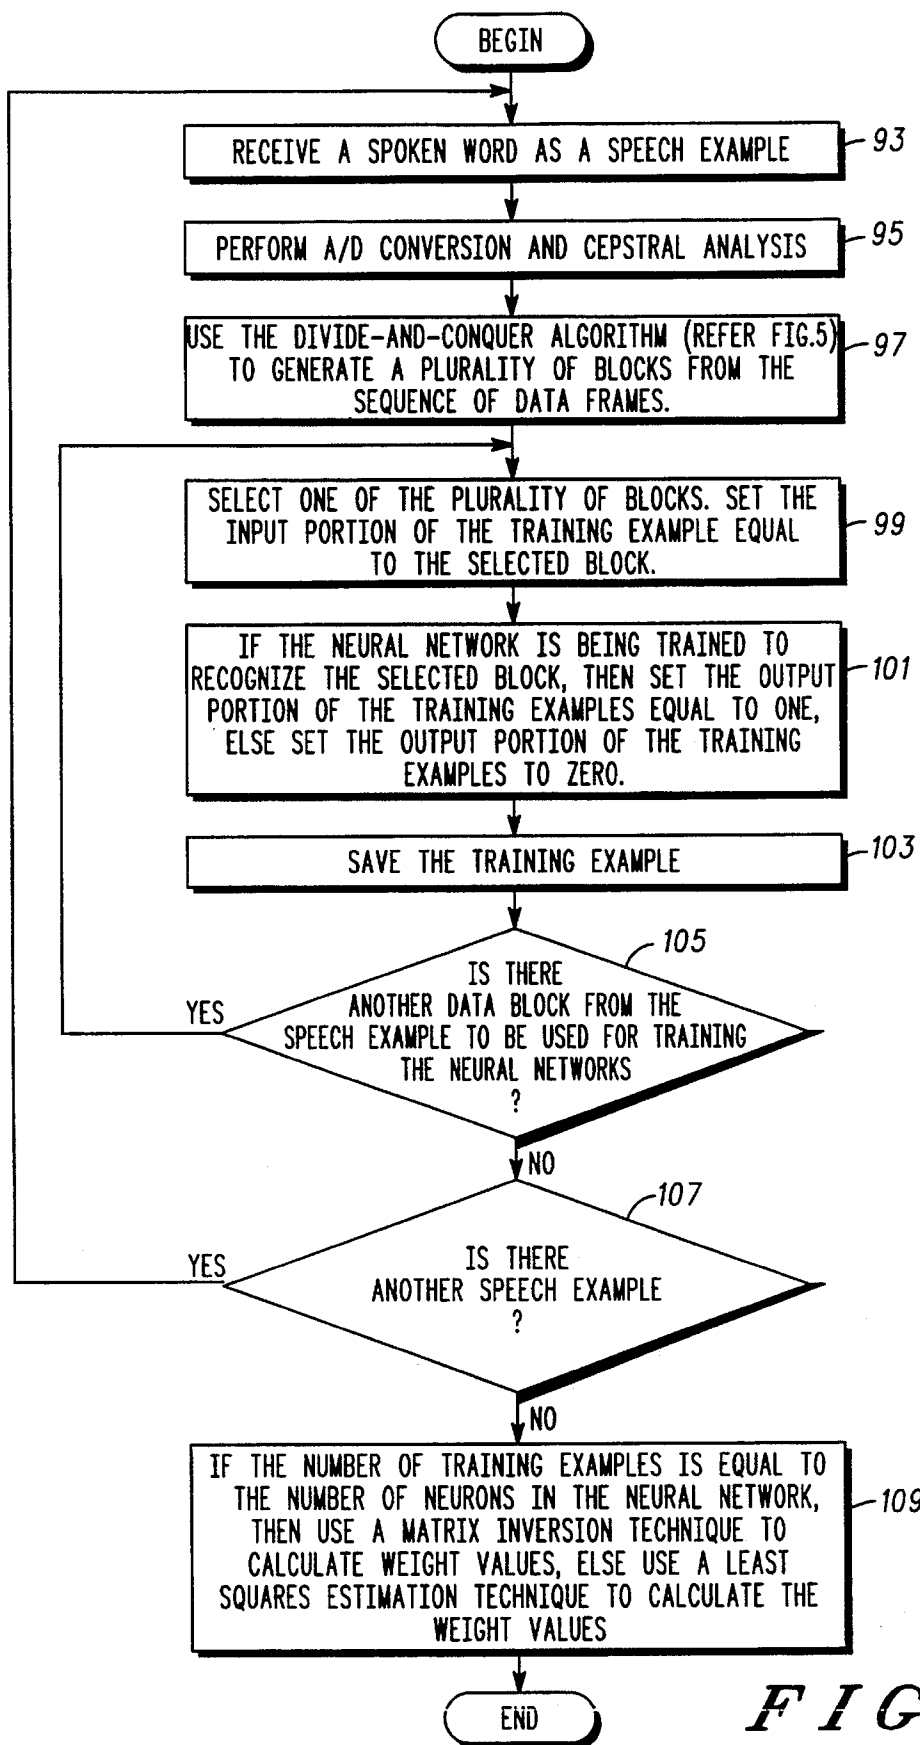 BEGIN
RECEIVE A SPOKEN WORD AS A SPEECH EXAMPLE
93
PERFORM A/D CONVERSION AND CEPSTRAL ANALYSIS
95
USE THE DIVIDE-AND-CONQUER ALGORITHM (REFER FIG.5)
TO GENERATE A PLURALITY OF BLOCKS FROM THE
SEQUENCE OF DATA FRAMES.
97
SELECT ONE OF THE PLURALITY OF BLOCKS. SET THE
INPUT PORTION OF THE TRAINING EXAMPLE EQUAL
TO THE SELECTED BLOCK.
99
IF THE NEURAL NETWORK IS BEING TRAINED TO
RECOGNIZE THE SELECTED BLOCK, THEN SET THE OUTPUT
PORTION OF THE TRAINING EXAMPLES EQUAL TO ONE,
ELSE SET THE OUTPUT PORTION OF THE TRAINING
EXAMPLES TO ZERO.
101
SAVE THE TRAINING EXAMPLE
103
105
IS THERE
ANOTHER DATA BLOCK FROM THE
SPEECH EXAMPLE TO BE USED FOR TRAINING
THE NEURAL NETWORKS
?
YES
NO
107
IS THERE
ANOTHER SPEECH EXAMPLE
?
YES
NO
IF THE NUMBER OF TRAINING EXAMPLES IS EQUAL TO
THE NUMBER OF NEURONS IN THE NEURAL NETWORK,
THEN USE A MATRIX INVERSION TECHNIQUE TO
CALCULATE WEIGHT VALUES, ELSE USE A LEAST
SQUARES ESTIMATION TECHNIQUE TO CALCULATE THE
WEIGHT VALUES
109
END
FIG